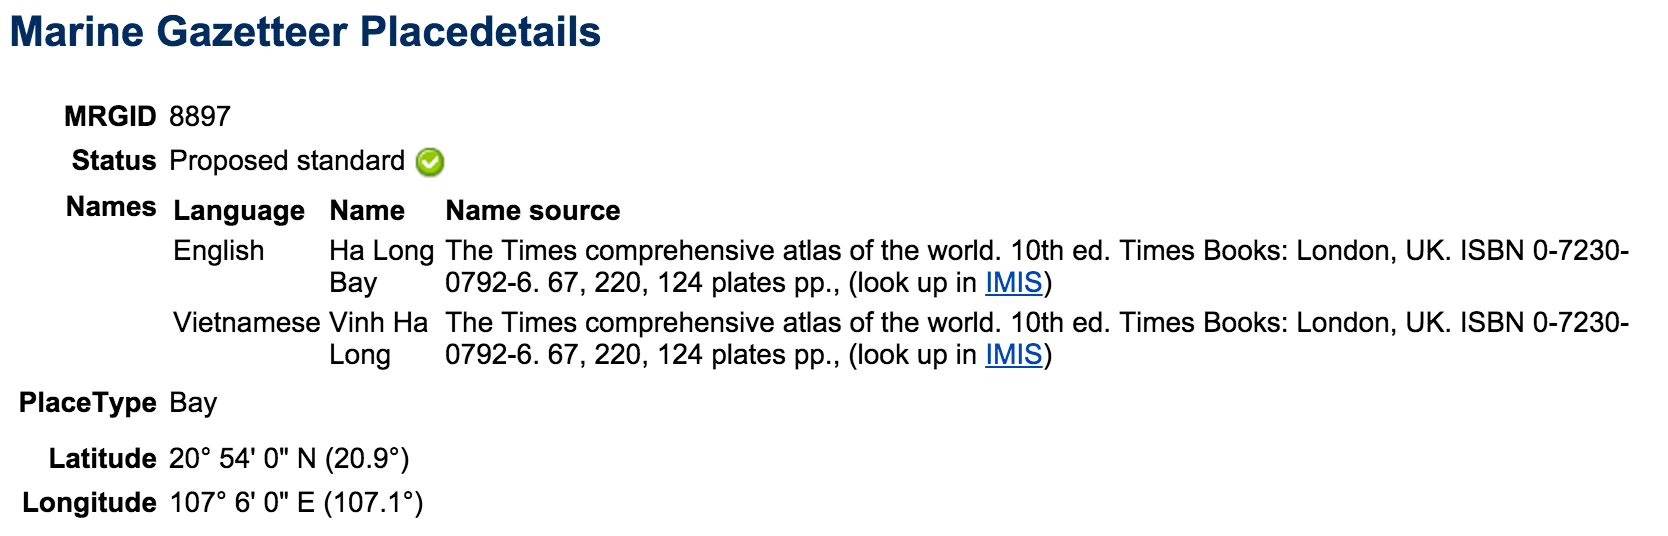 Marine Gazetteer Placedetails
MRGID 8897
Status Proposed standard
Names Language Name Name source
English Ha Long The Times comprehensive atlas of the world. 10th ed. Times Books: London, UK. ISBN 0-7230-
Bay 0792-6. 67, 220, 124 plates pp., (look up in IMIS)
Vietnamese Vinh Ha The Times comprehensive atlas of the world. 10th ed. Times Books: London, UK. ISBN 0-7230-
Long 0792-6. 67, 220, 124 plates pp., (look up in IMIS)
PlaceType Bay
Latitude 20° 54' 0" N (20.9°)
Longitude 107° 6' 0" E (107.1°)